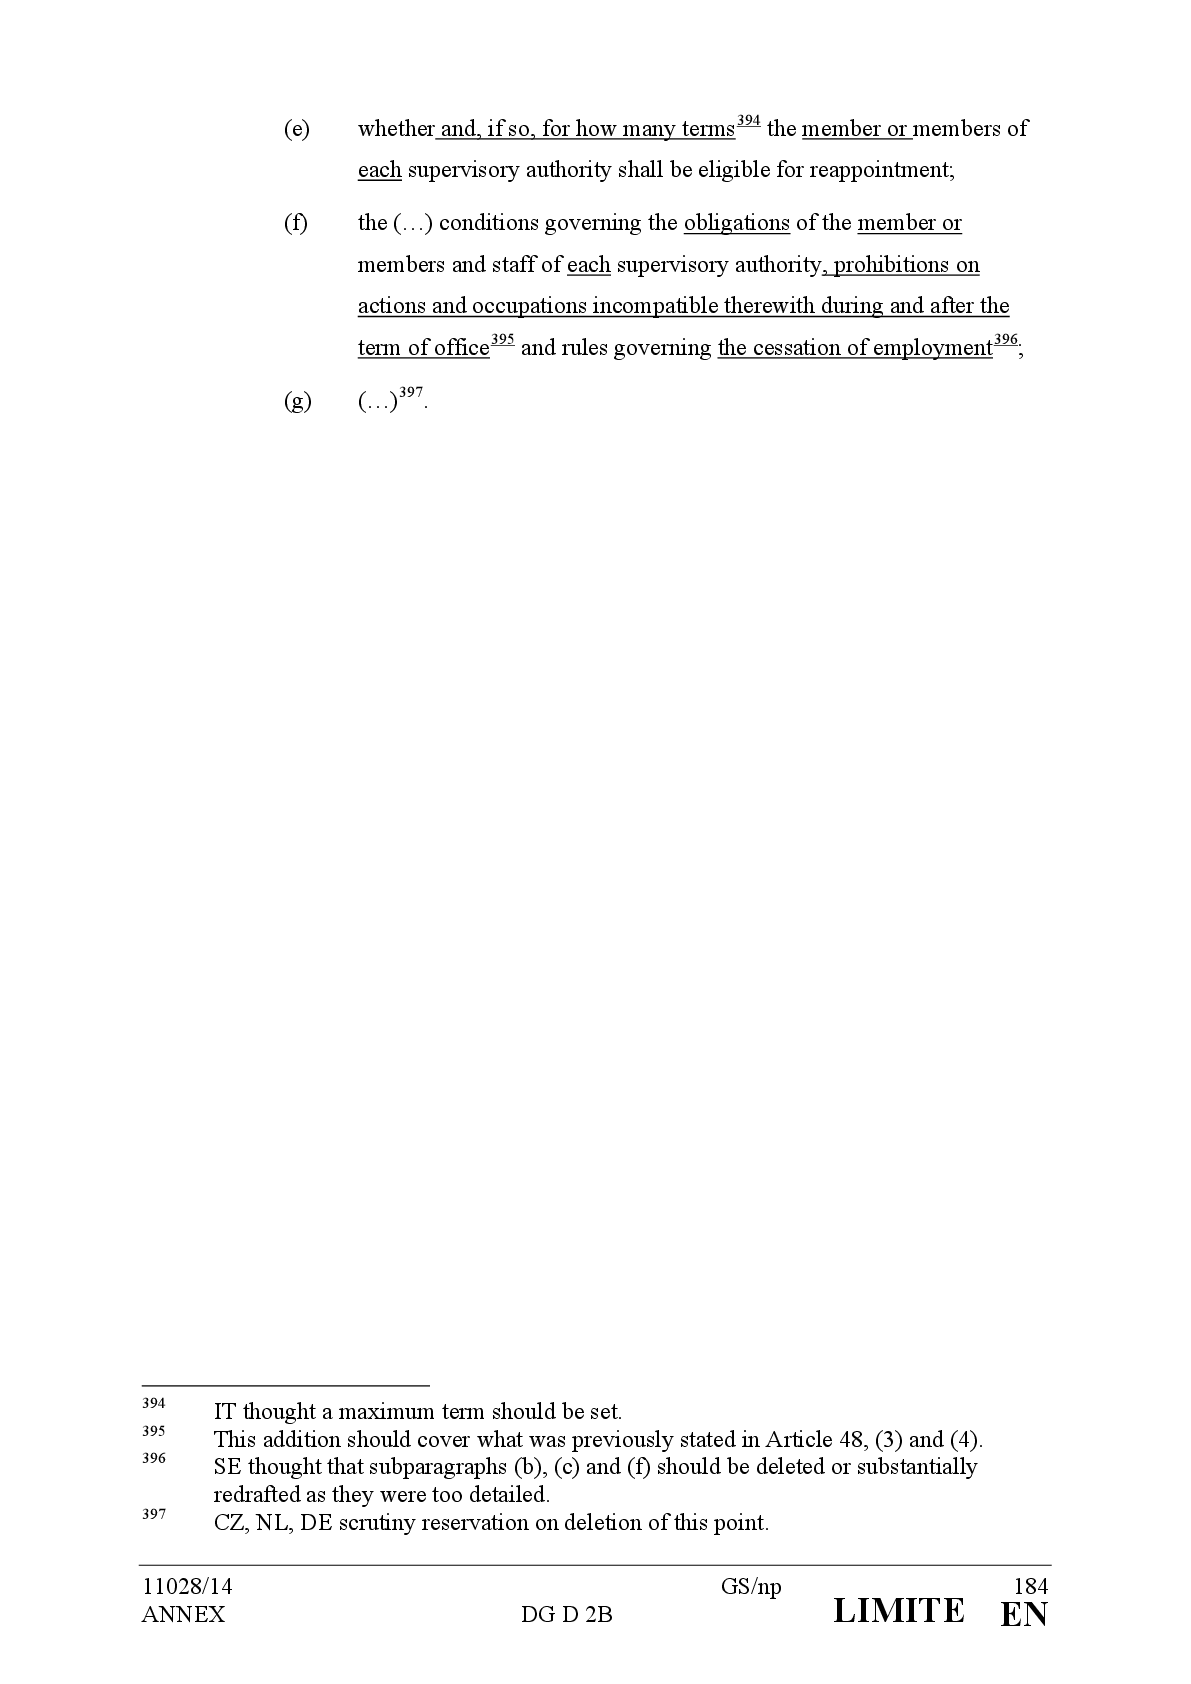 (e) whether and, if so, for how many terms394 the member or members of
each supervisory authority shall be eligible for reappointment;
(f) the (…) conditions governing the obligations of the member or
members and staff of each supervisory authority, prohibitions on
actions and occupations incompatible therewith during and after the
term of office395 and rules governing the cessation of employment396;
(g) (…)397.
394 IT thought a maximum term should be set.
395 This addition should cover what was previously stated in Article 48, (3) and (4).
396 SE thought that subparagraphs (b), (c) and (f) should be deleted or substantially
redrafted as they were too detailed.
397 CZ, NL, DE scrutiny reservation on deletion of this point.
11028/14 GS/np 184
ANNEX DG D 2B LIMITE EN